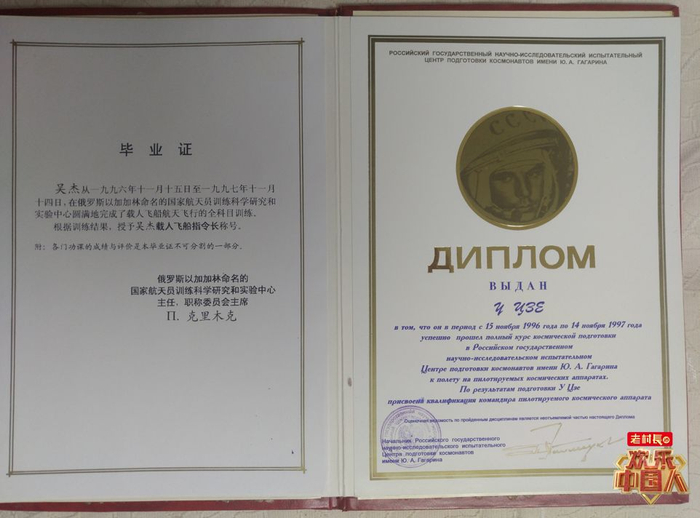 毕业证
吴杰从一九九六年十一月十五日至一九九七年十一月
十四日,在俄罗斯以加加林命名的国家航天员训练科学研究和
实验中心圆满地完成了载人飞船航天飞行的全科目训练。
根据训练结果,授予吴杰载人飞船指令长称号。
附:各门功课的成绩与评价是本毕业证不可分割的一部分。
俄罗斯以加加林命名的
国家航天员训练科学研究和实验中心
主任、职称委员会主席
П. 克里木克
РОССИЙСКИЙ ГОСУДАРСТВЕННЫЙ НАУЧНО-ИССЛЕДОВАТЕЛЬСКИЙ ИСПЫТАТЕЛЬНЫЙ
ЦЕНТР ПОДГОТОВКИ КОСМОНАВТОВ ИМЕНИ Ю. А. ГАГАРИНА
СССР
ДИПЛОМ
ВЫДАН
У ЦЗЕ
в том, что он в период с 15 ноября 1996 года по 14 ноября 1997 года
успешно прошел полный курс космической подготовки
в Российском государственном
научно-исследовательском испытательном
Центре подготовки космонавтов имени Ю. А. Гагарина
к полету на пилотируемых космических аппаратах.
По результатам подготовки У Цзе
присвоена квалификация командира пилотируемого космического аппарата
Оценочная ведомость по пройденным дисциплинам является неотъемлемой частью настоящего Диплома
Начальник Российского государственного
научно-исследовательского испытательного
Центра подготовки космонавтов
имени Ю. А. Гагарина
老村長
欢乐
中国人